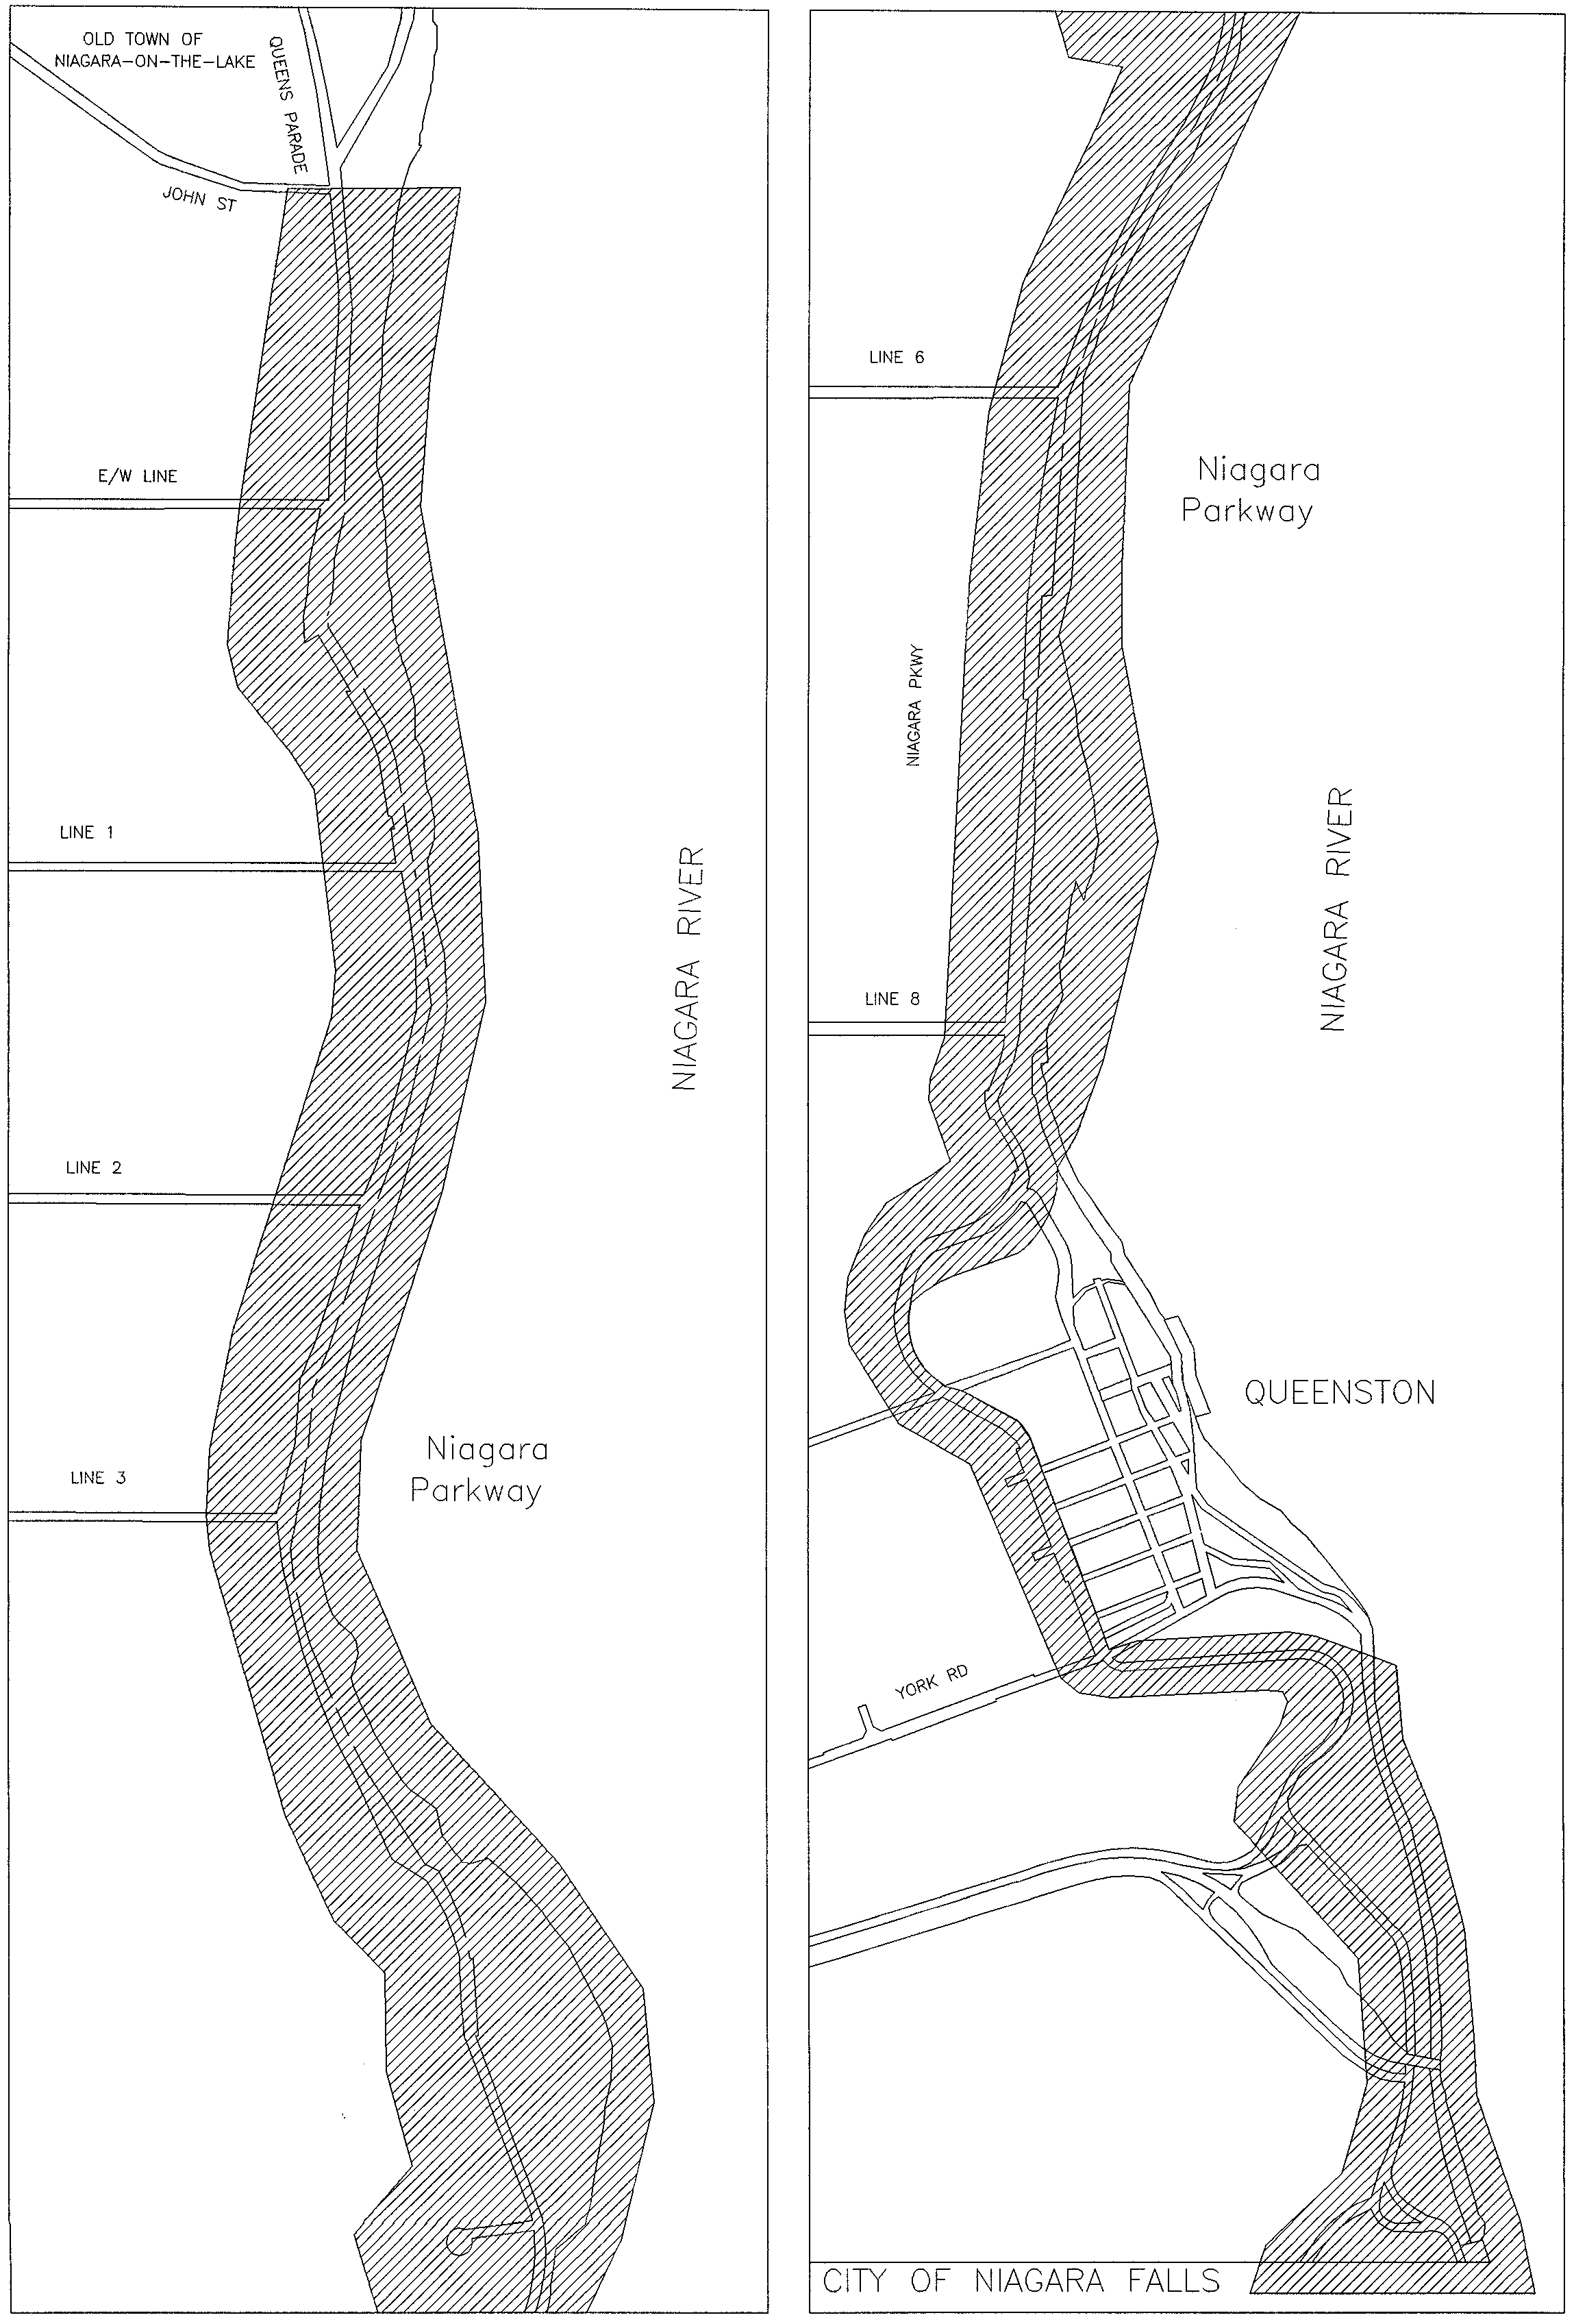 OLD TOWN OF
NIAGARA-ON-THE-LAKE
QUEENS PARADE
JOHN ST
E/W LINE
LINE 1
NIAGARA RIVER
LINE 2
Niagara
Parkway
LINE 3
LINE 6
Niagara
Parkway
NIAGARA PKWY
NIAGARA RIVER
LINE 8
QUEENSTON
YORK RD
CITY OF NIAGARA FALLS